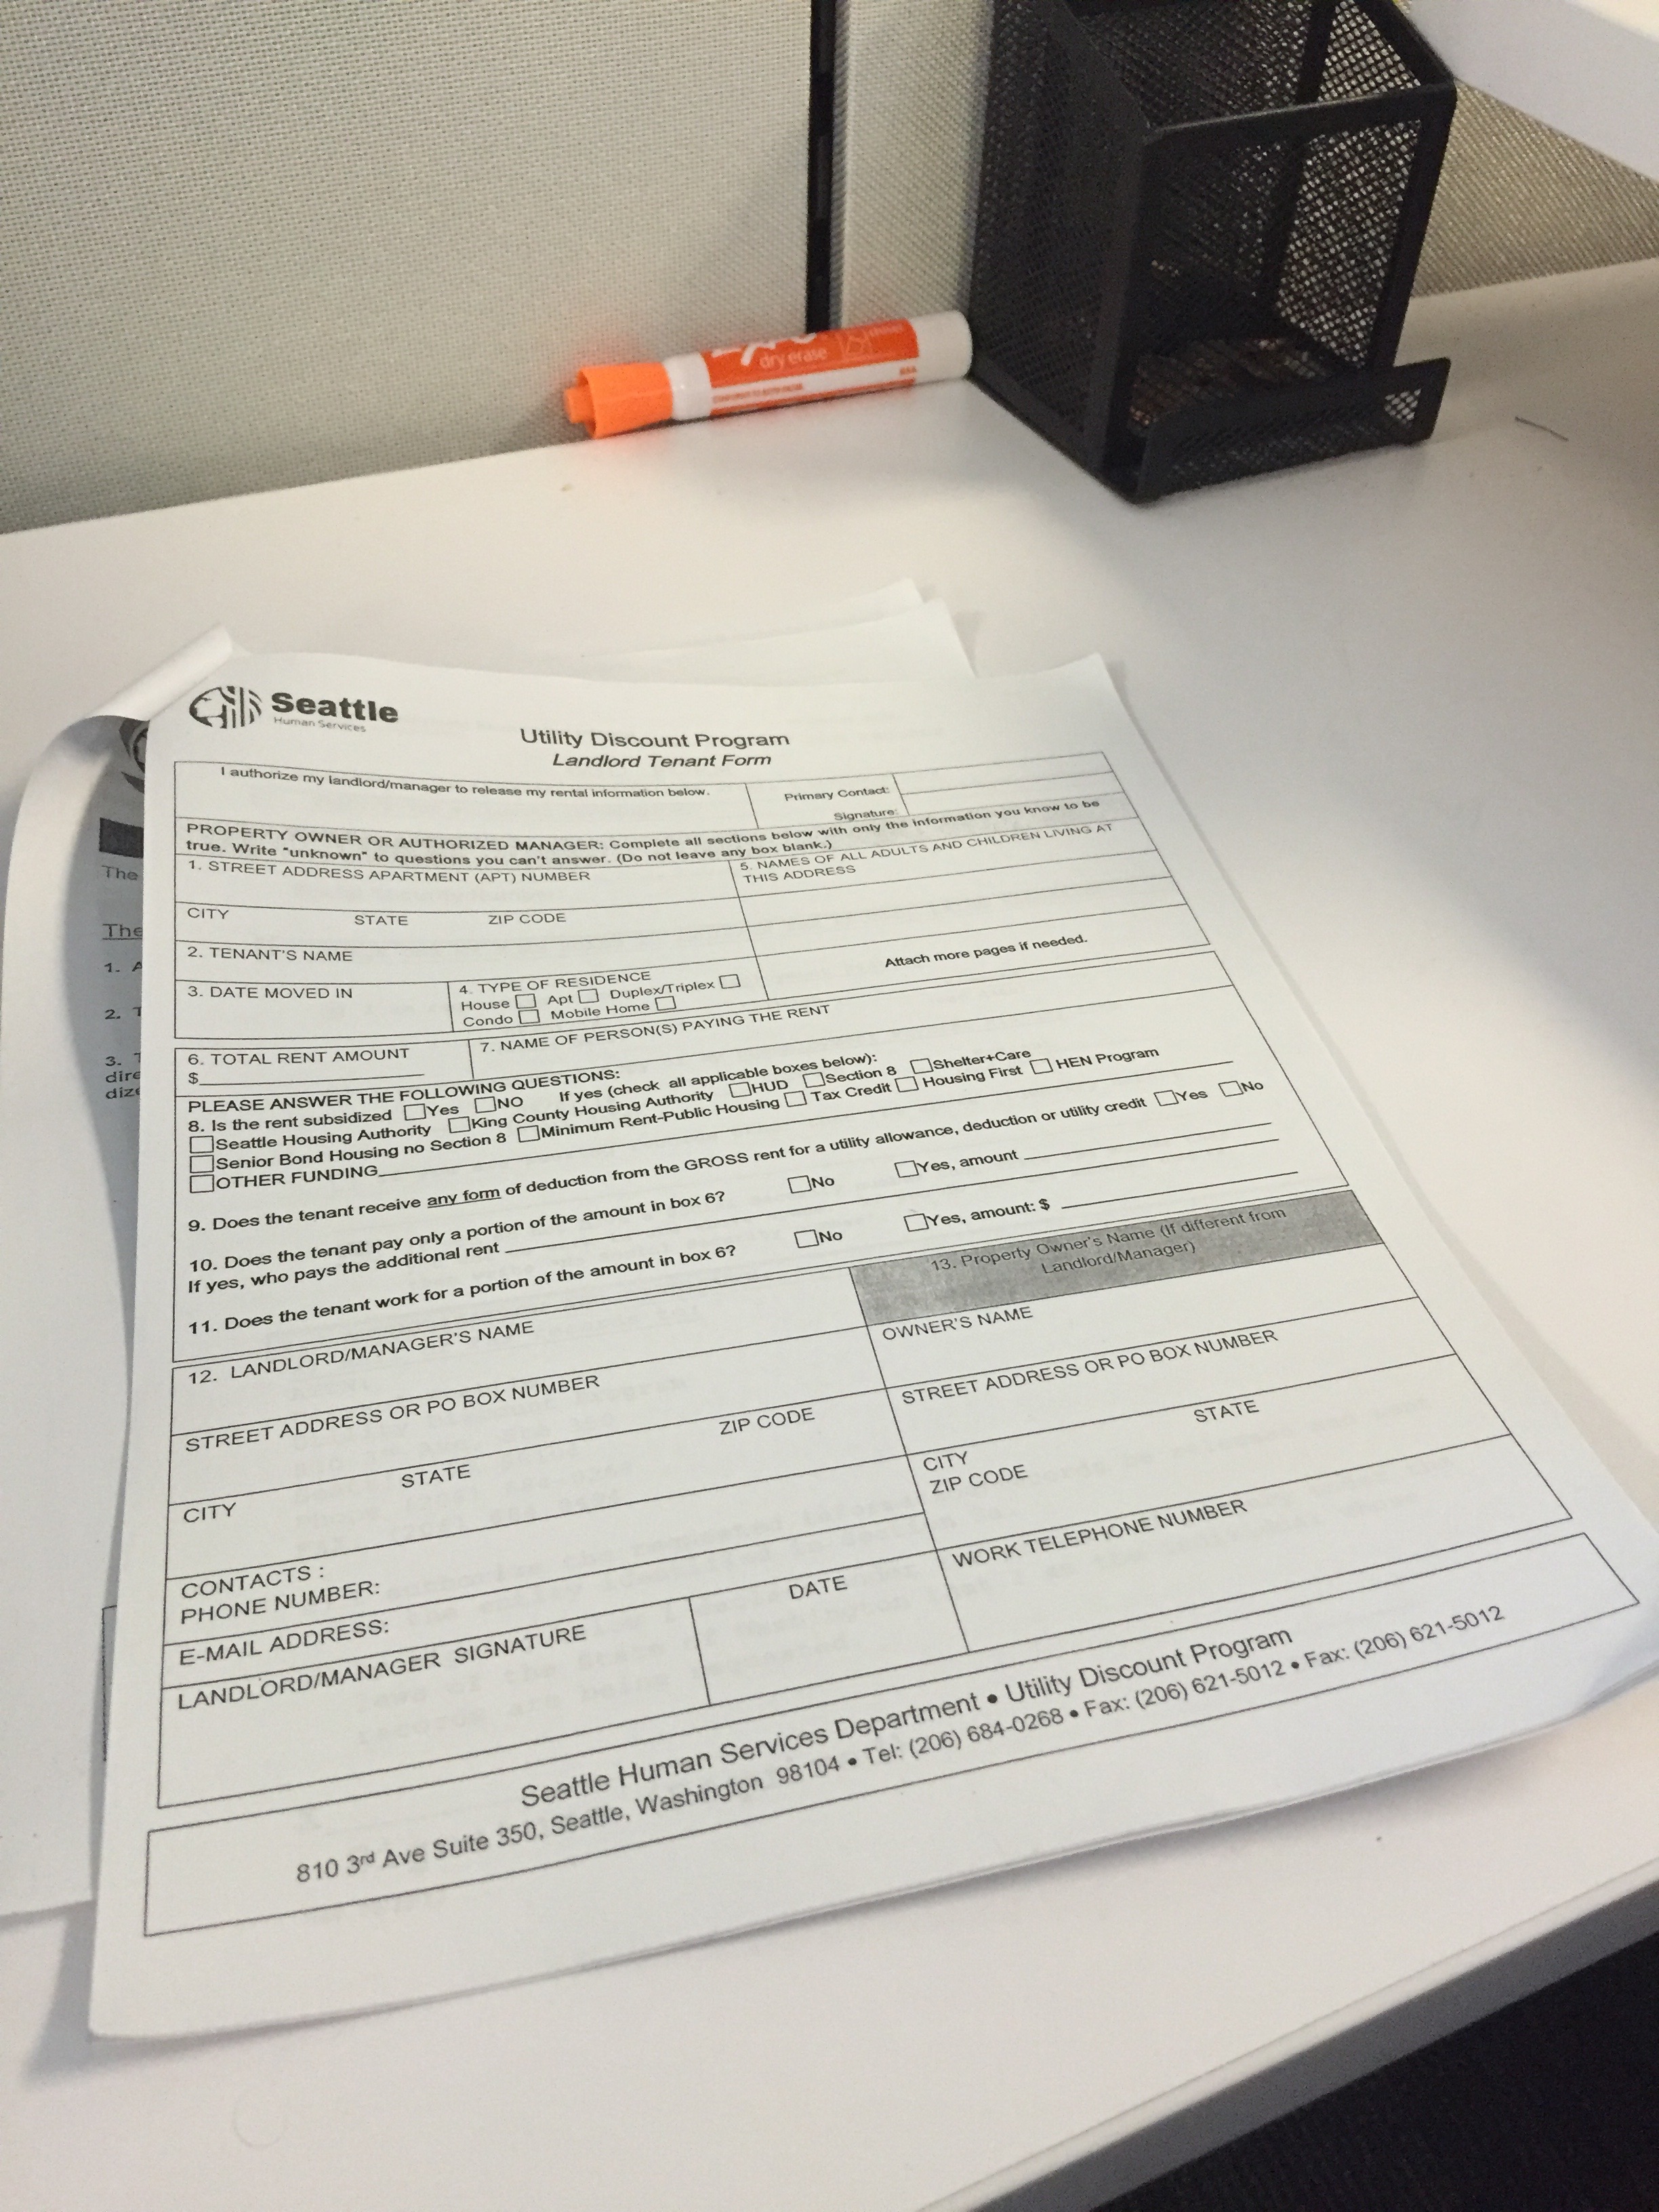 dry erase
Seattle
Human Services
Utility Discount Program
Landlord Tenant Form
I authorize my landlord/manager to release my rental information below.
Primary Contact:
Signature:
PROPERTY OWNER OR AUTHORIZED MANAGER: Complete all sections below with only the information you know to be
true. Write "unknown" to questions you can't answer. (Do not leave any box blank.)
1. STREET ADDRESS APARTMENT (APT) NUMBER
CITY STATE ZIP CODE
2. TENANT'S NAME
3. DATE MOVED IN
4. TYPE OF RESIDENCE
House Apt Duplex/Triplex
Condo Mobile Home
5. NAMES OF ALL ADULTS AND CHILDREN LIVING AT
THIS ADDRESS
Attach more pages if needed.
6. TOTAL RENT AMOUNT
$
7. NAME OF PERSON(S) PAYING THE RENT
PLEASE ANSWER THE FOLLOWING QUESTIONS:
8. Is the rent subsidized Yes NO If yes (check all applicable boxes below):
Seattle Housing Authority King County Housing Authority HUD Section 8 Shelter+Care
Senior Bond Housing no Section 8 Minimum Rent-Public Housing Tax Credit Housing First HEN Program
OTHER FUNDING
9. Does the tenant receive any form of deduction from the GROSS rent for a utility allowance, deduction or utility credit Yes No
10. Does the tenant pay only a portion of the amount in box 6? No Yes, amount
If yes, who pays the additional rent
11. Does the tenant work for a portion of the amount in box 6? No Yes, amount: $
12. LANDLORD/MANAGER'S NAME
STREET ADDRESS OR PO BOX NUMBER
CITY STATE ZIP CODE
CONTACTS :
PHONE NUMBER:
E-MAIL ADDRESS:
LANDLORD/MANAGER SIGNATURE
DATE
13. Property Owner's Name (If different from
Landlord/Manager)
OWNER'S NAME
STREET ADDRESS OR PO BOX NUMBER
CITY STATE
ZIP CODE
WORK TELEPHONE NUMBER
Seattle Human Services Department • Utility Discount Program
810 3rd Ave Suite 350, Seattle, Washington 98104 • Tel: (206) 684-0268 • Fax: (206) 621-5012 • Fax: (206) 621-5012
The
The
1. A
2. T
3. T
dire